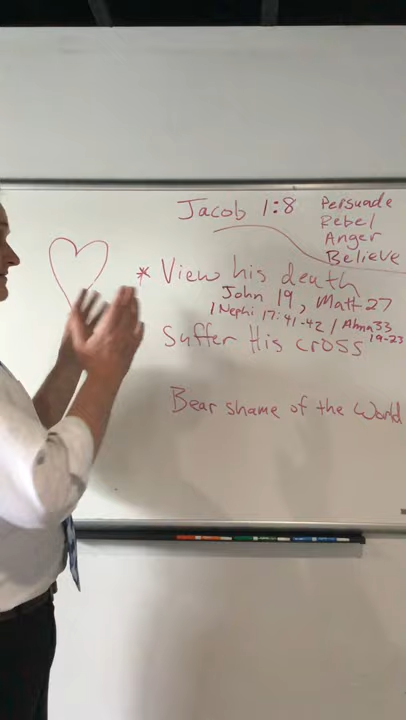 Jacob 1:8
Persuade
Rebel
Anger
Believe
* View his death
John 19, Matt 27
1 Nephi 17:41-42 / Alma 33
19-23
Suffer His cross
Bear shame of the World